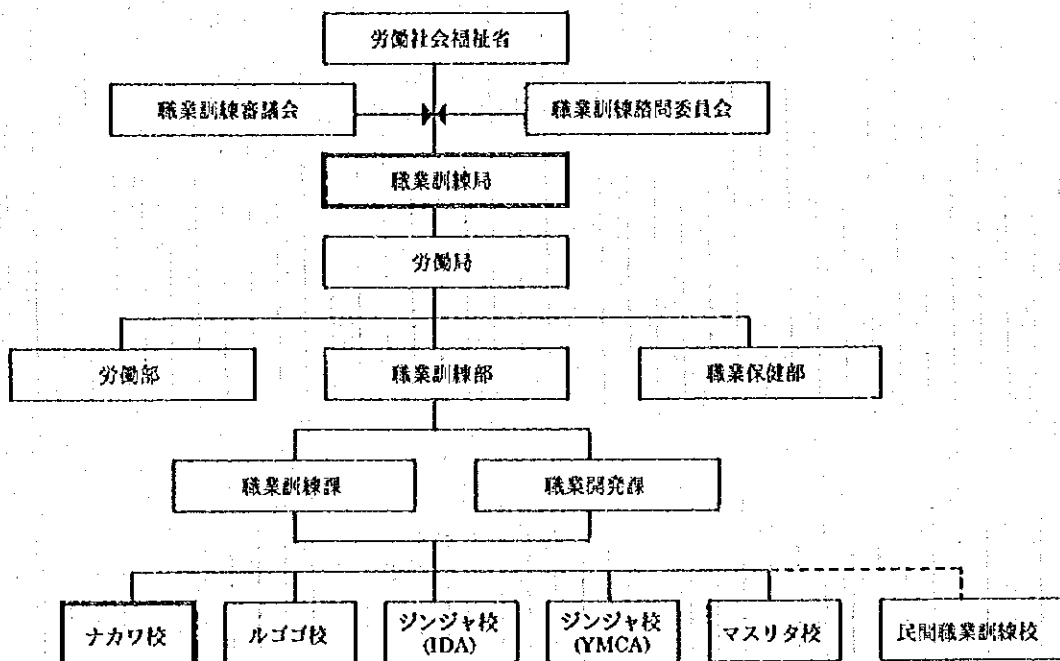 労働社会福祉省
職業訓練審議会
職業訓練諮問委員会
職業訓練局
労働局
労働部
職業訓練部
職業保健部
職業訓練課
職業開発課
ナカワ校
ルゴゴ校
ジンジャ校
(IDA)
ジンジャ校
(YMCA)
マスリタ校
民間職業訓練校